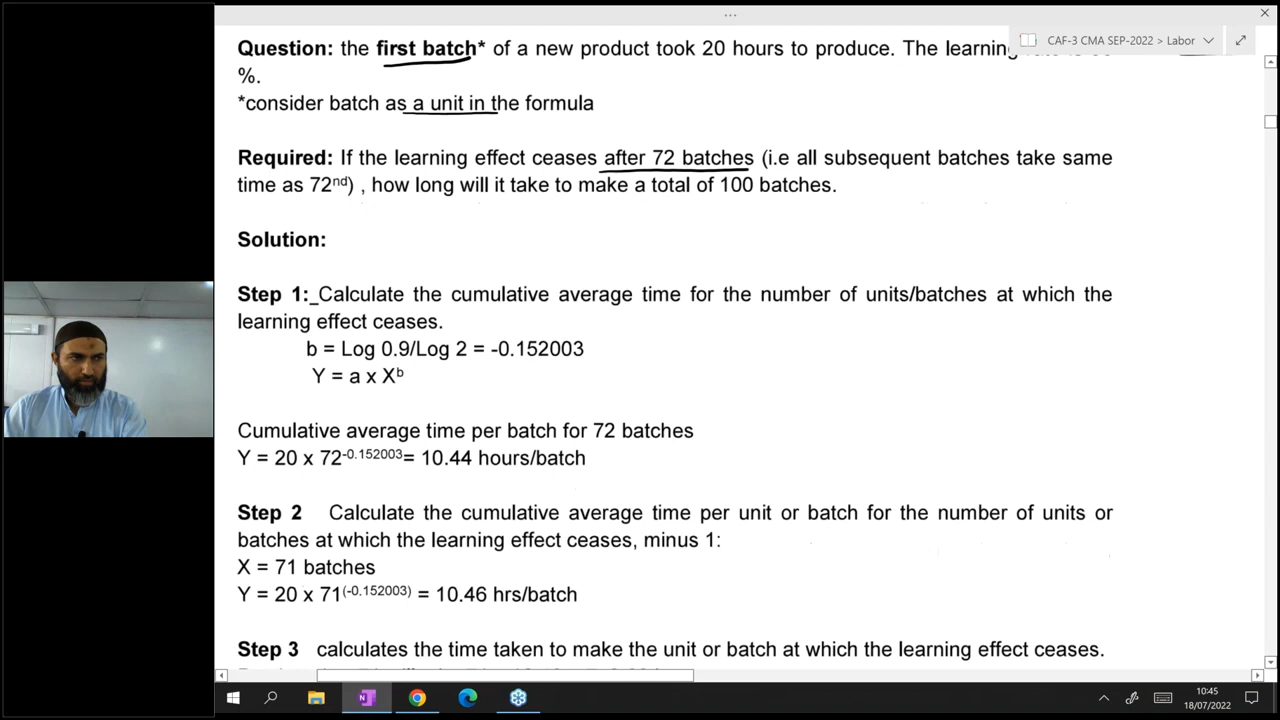 Question: the first batch* of a new product took 20 hours to produce. The
CAF-3 CMA SEP-2022 > Labor
%.
*consider batch as a unit in the formula
Required: If the learning effect ceases after 72 batches (i.e all subsequent batches take same
time as 72nd) , how long will it take to make a total of 100 batches.
Solution:
Step 1:_Calculate the cumulative average time for the number of units/batches at which the
learning effect ceases.
b = Log 0.9/Log 2 = -0.152003
Y = a x Xᵇ
Cumulative average time per batch for 72 batches
Y = 20 x 72⁻⁰·¹⁵²⁰⁰³= 10.44 hours/batch
Step 2 Calculate the cumulative average time per unit or batch for the number of units or
batches at which the learning effect ceases, minus 1:
X = 71 batches
Y = 20 x 71⁽⁻⁰·¹⁵²⁰⁰³⁾ = 10.46 hrs/batch
Step 3 calculates the time taken to make the unit or batch at which the learning effect ceases.
10:45
18/07/2022